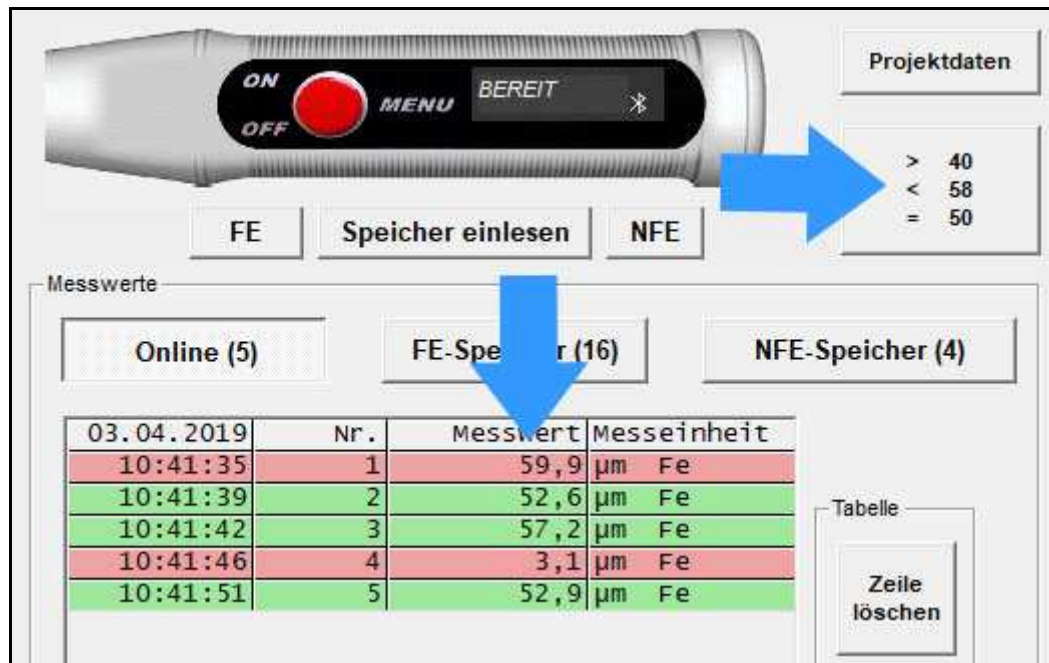 Projektdaten
ON
OFF
MENU
BEREIT
> 40
< 58
= 50
FE
Speicher einlesen
NFE
Messwerte
Online (5)
FE-Speicher (16)
NFE-Speicher (4)
03.04.2019 Nr. Messwert Messeinheit
10:41:35 1 59,9 µm Fe
10:41:39 2 52,6 µm Fe
10:41:42 3 57,2 µm Fe
10:41:46 4 3,1 µm Fe
10:41:51 5 52,9 µm Fe
Tabelle
Zeile
löschen